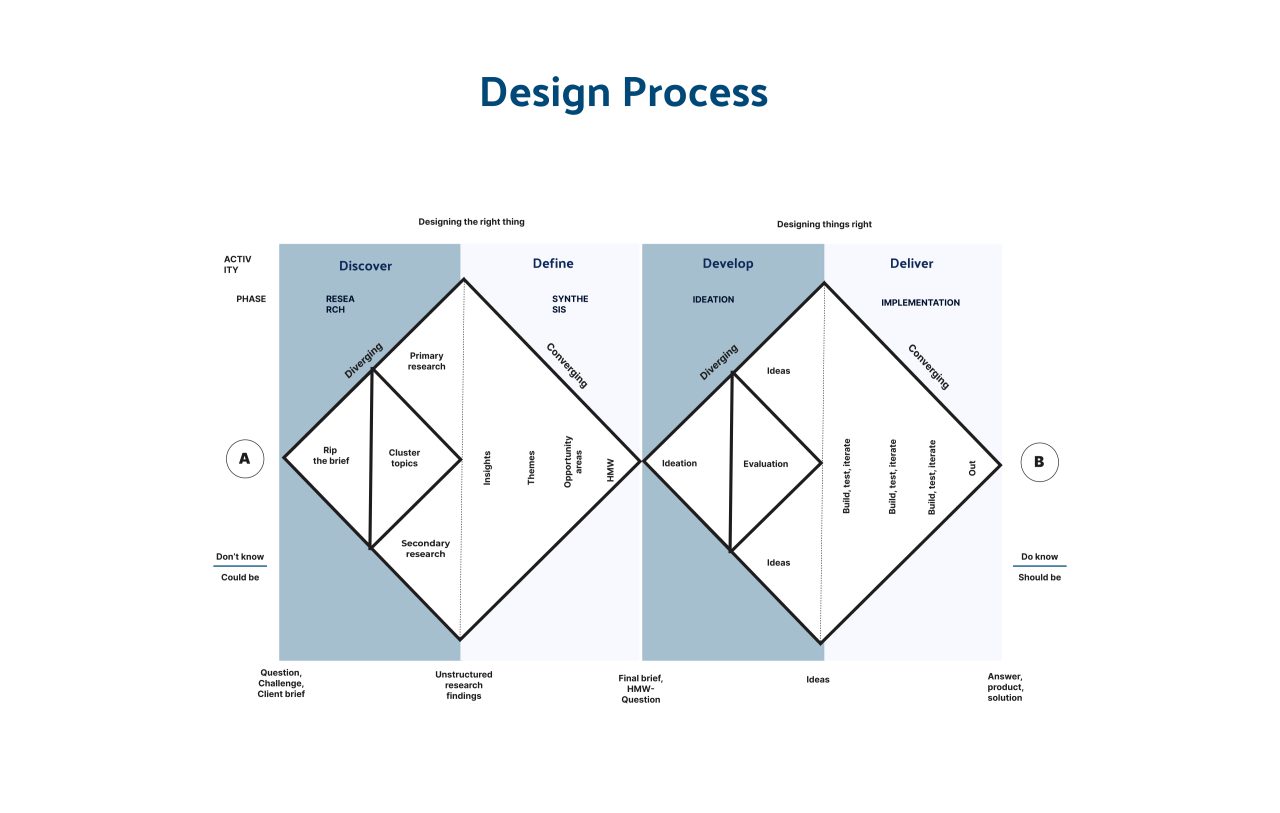 Design Process
Designing the right thing
Designing things right
ACTIV
ITY
Discover
Define
Develop
Deliver
PHASE
RESEA
RCH
SYNTHE
SIS
IDEATION
IMPLEMENTATION
Diverging
Primary
research
Converging
Diverging
Ideas
Converging
A
Rip
the brief
Cluster
topics
Insights
Themes
Opportunity
areas
HMW
Ideation
Evaluation
Build, test, iterate
Build, test, iterate
Build, test, iterate
Out
B
Secondary
research
Ideas
Don't know
Could be
Do know
Should be
Question,
Challenge,
Client brief
Unstructured
research
findings
Final brief,
HMW-
Question
Ideas
Answer,
product,
solution